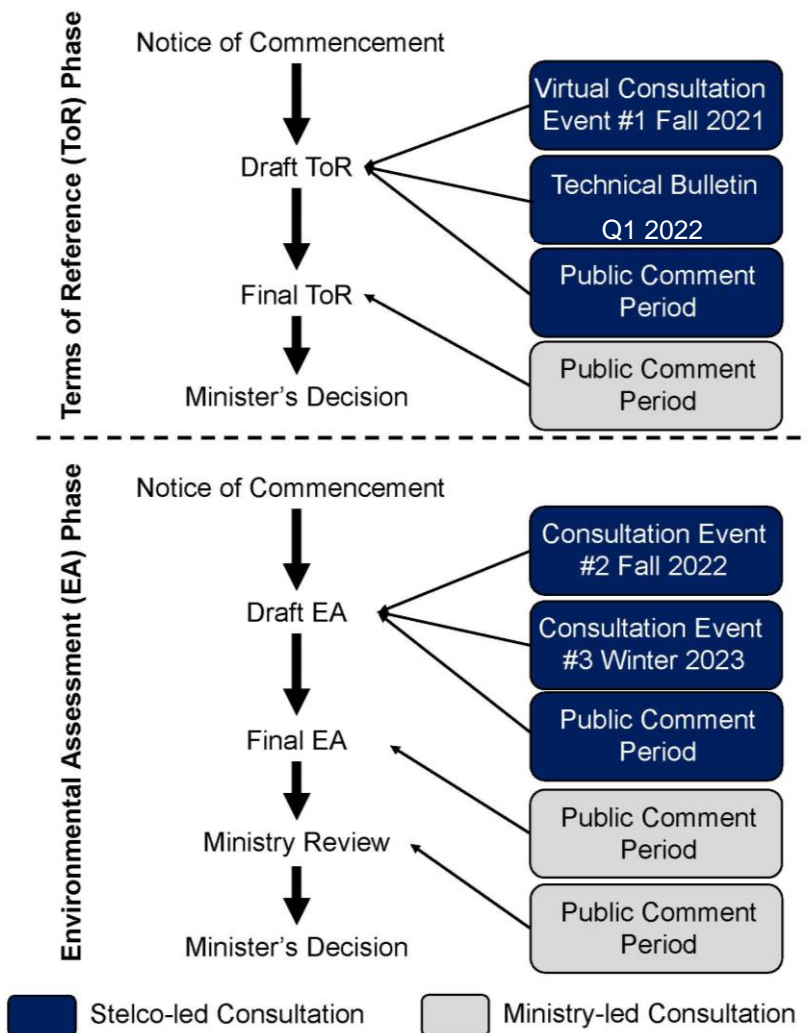 Terms of Reference (ToR) Phase
Notice of Commencement
Draft ToR
Final ToR
Minister's Decision
Virtual Consultation
Event #1 Fall 2021
Technical Bulletin
Q1 2022
Public Comment
Period
Public Comment
Period
Environmental Assessment (EA) Phase
Notice of Commencement
Draft EA
Final EA
Ministry Review
Minister's Decision
Consultation Event
#2 Fall 2022
Consultation Event
#3 Winter 2023
Public Comment
Period
Public Comment
Period
Public Comment
Period
Stelco-led Consultation
Ministry-led Consultation